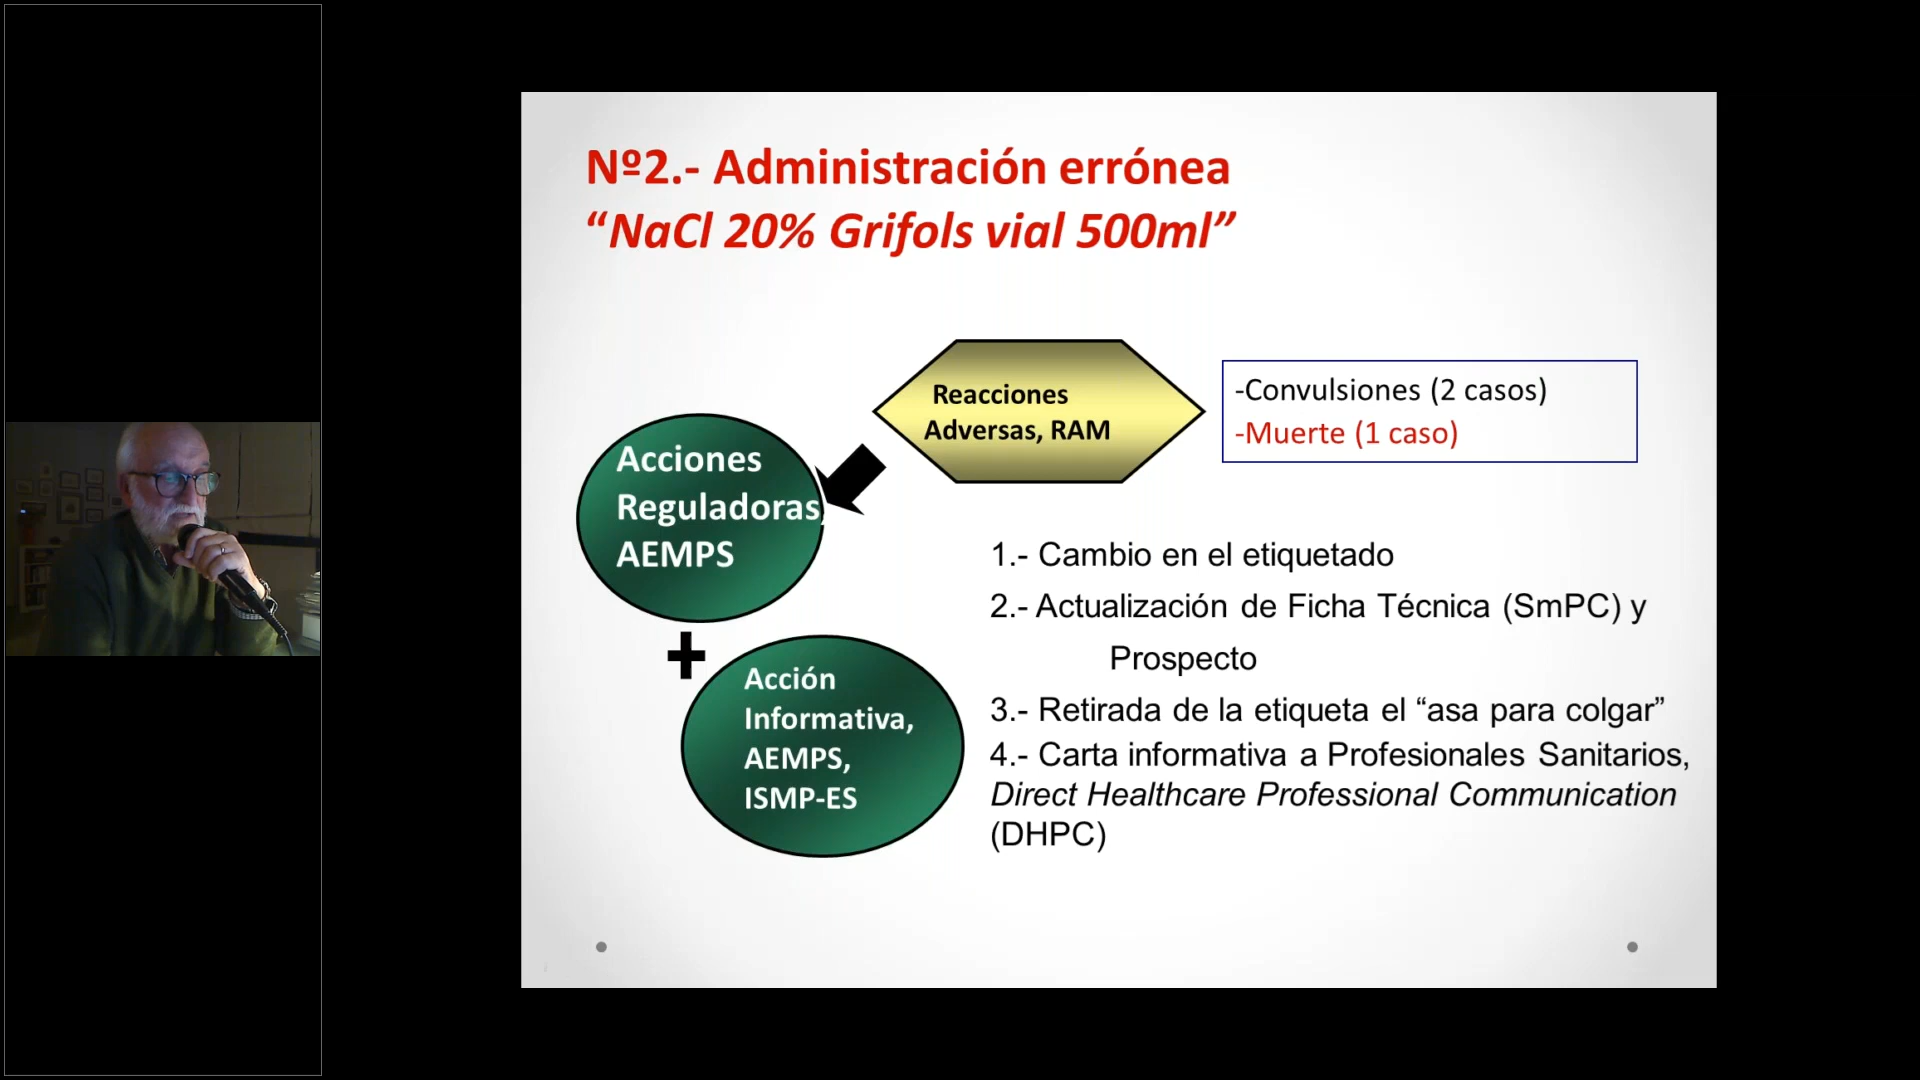 Nº2.- Administración errónea
“NaCl 20% Grifols vial 500ml”
Reacciones
Adversas, RAM
-Convulsiones (2 casos)
-Muerte (1 caso)
Acciones
Reguladoras,
AEMPS
+
Acción
Informativa,
AEMPS,
ISMP-ES
1.- Cambio en el etiquetado
2.- Actualización de Ficha Técnica (SmPC) y
Prospecto
3.- Retirada de la etiqueta el “asa para colgar”
4.- Carta informativa a Profesionales Sanitarios,
Direct Healthcare Professional Communication
(DHPC)